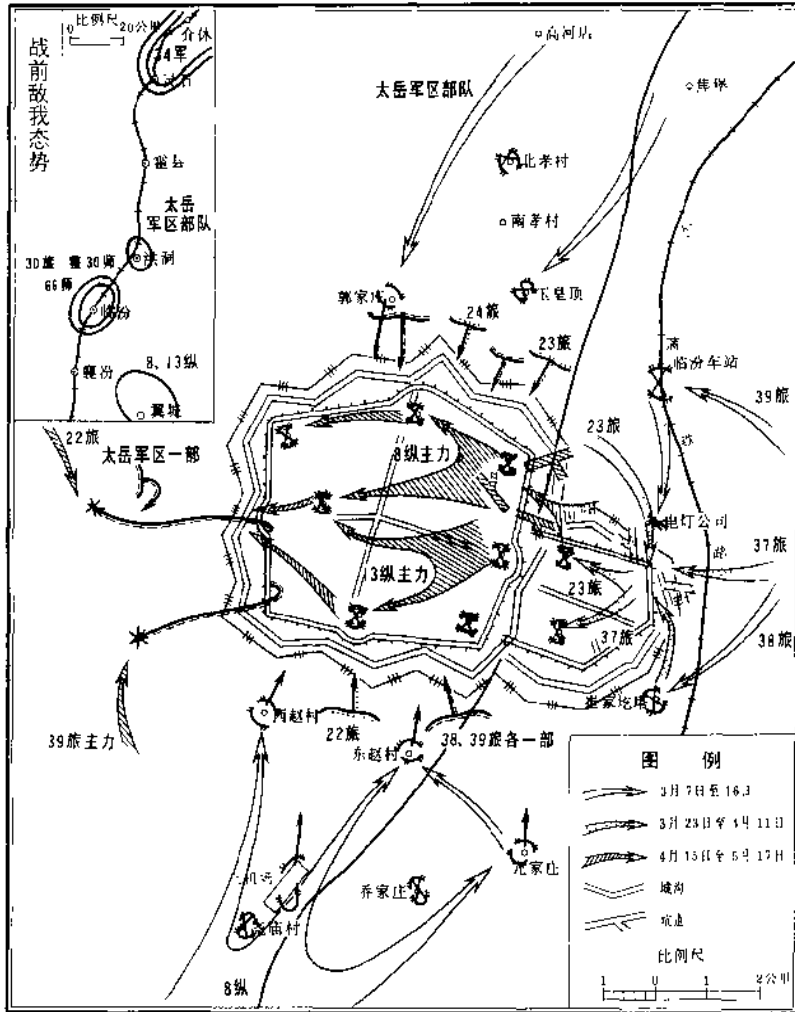 比例尺
0 20公里
介休
34军
战前敌我态势
霍县
太岳
军区部队
洪洞
30旅 整30师
66师
临汾
襄汾
8、13纵
翼城
高河店
太岳军区部队
北孝村
南孝村
郭家庄
玉皇顶
24旅
23旅
临汾车站
39旅
22旅
太岳军区一部
8纵主力
23旅
电灯公司
铁
路
37旅
13纵主力
23旅
37旅
38旅
39旅主力
西赵村
22旅
东赵村
38、39旅各一部
乔家庄
尧庙村
8纵
图例
3月7日至16日
3月23日至4月11日
4月15日至5月17日
城沟
坑道
比例尺
1 0 1 2公里